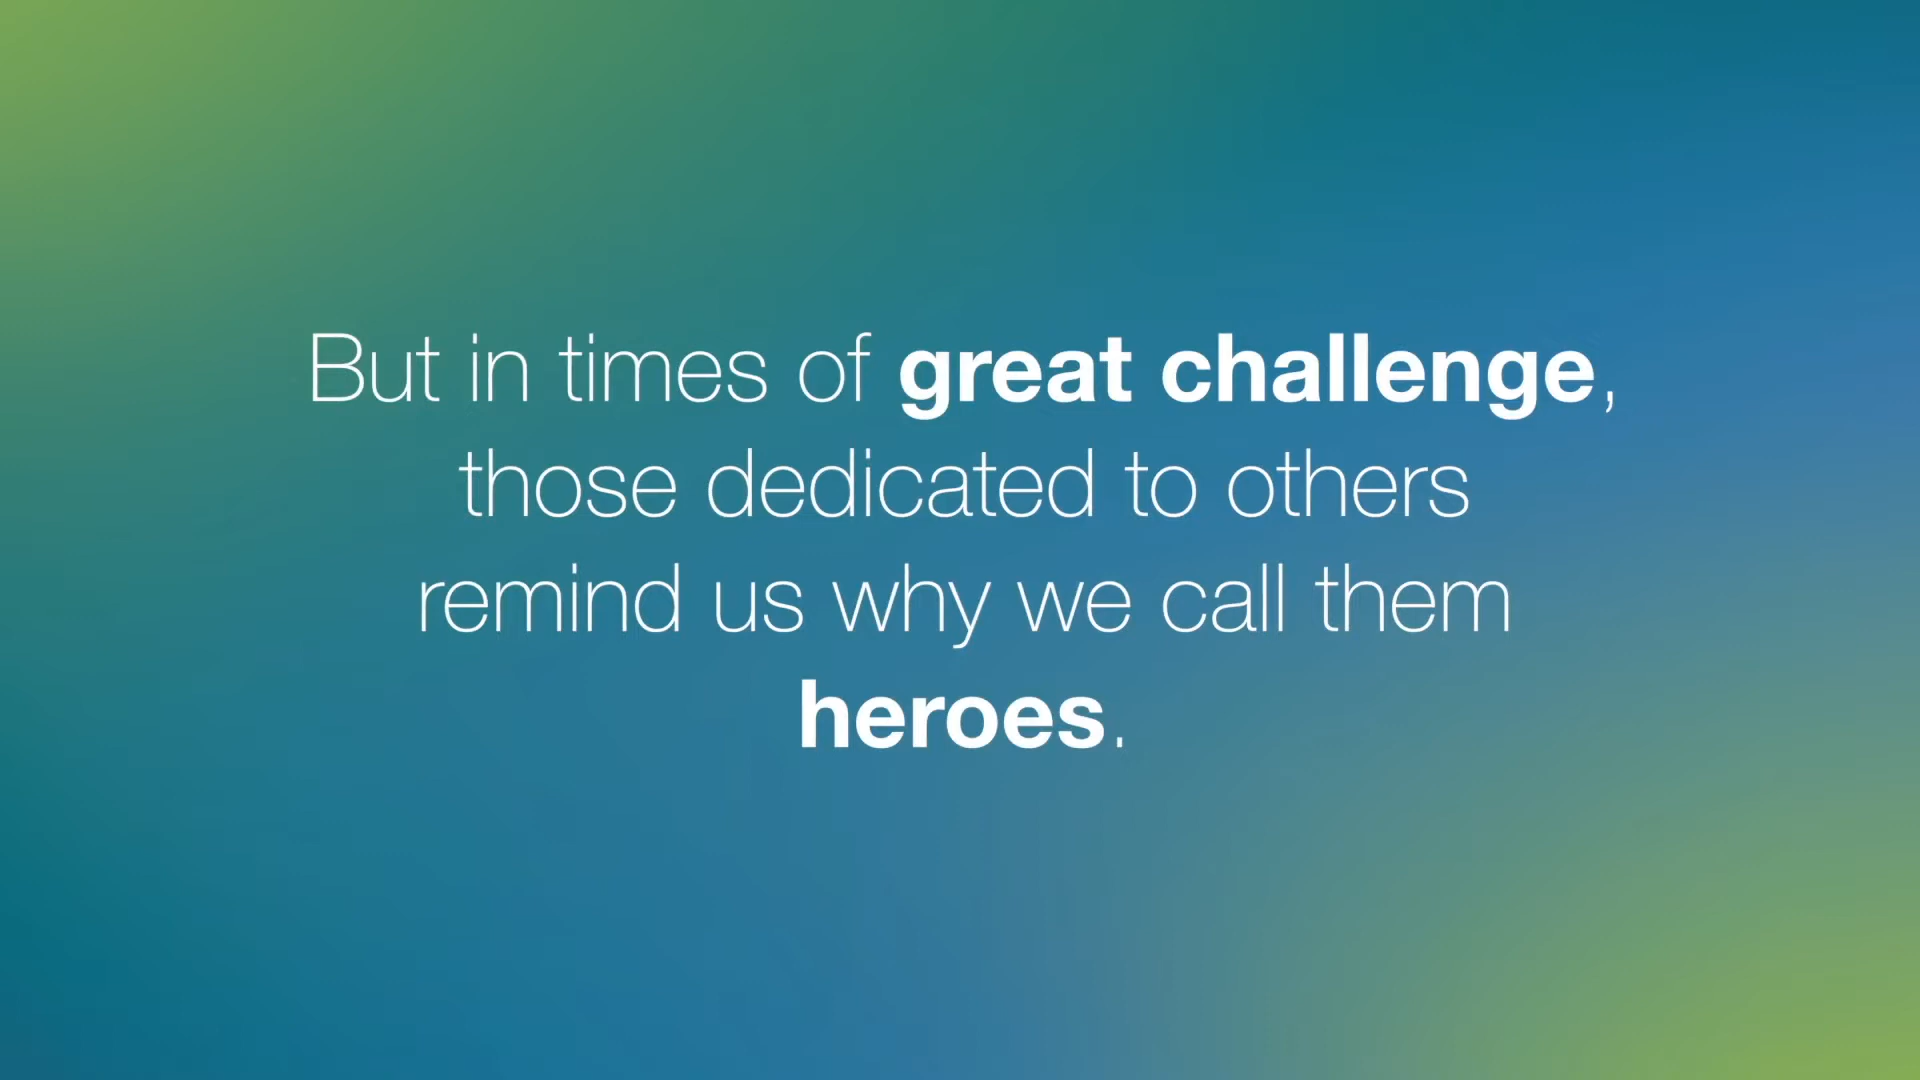 But in times of great challenge,
those dedicated to others
remind us why we call them
heroes.